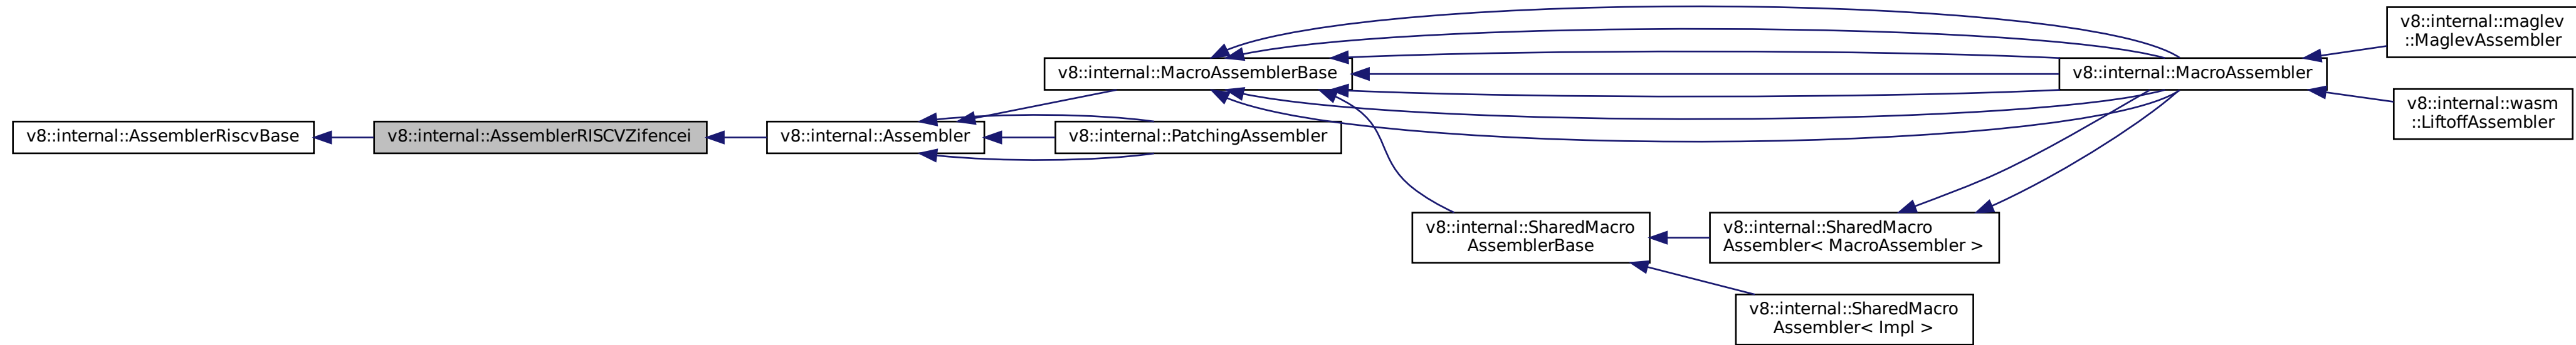 v8::internal::AssemblerRiscvBase
v8::internal::AssemblerRISCVZifencei
v8::internal::Assembler
v8::internal::MacroAssemblerBase
v8::internal::PatchingAssembler
v8::internal::SharedMacro
AssemblerBase
v8::internal::SharedMacro
Assembler< MacroAssembler >
v8::internal::SharedMacro
Assembler< Impl >
v8::internal::MacroAssembler
v8::internal::maglev
::MaglevAssembler
v8::internal::wasm
::LiftoffAssembler